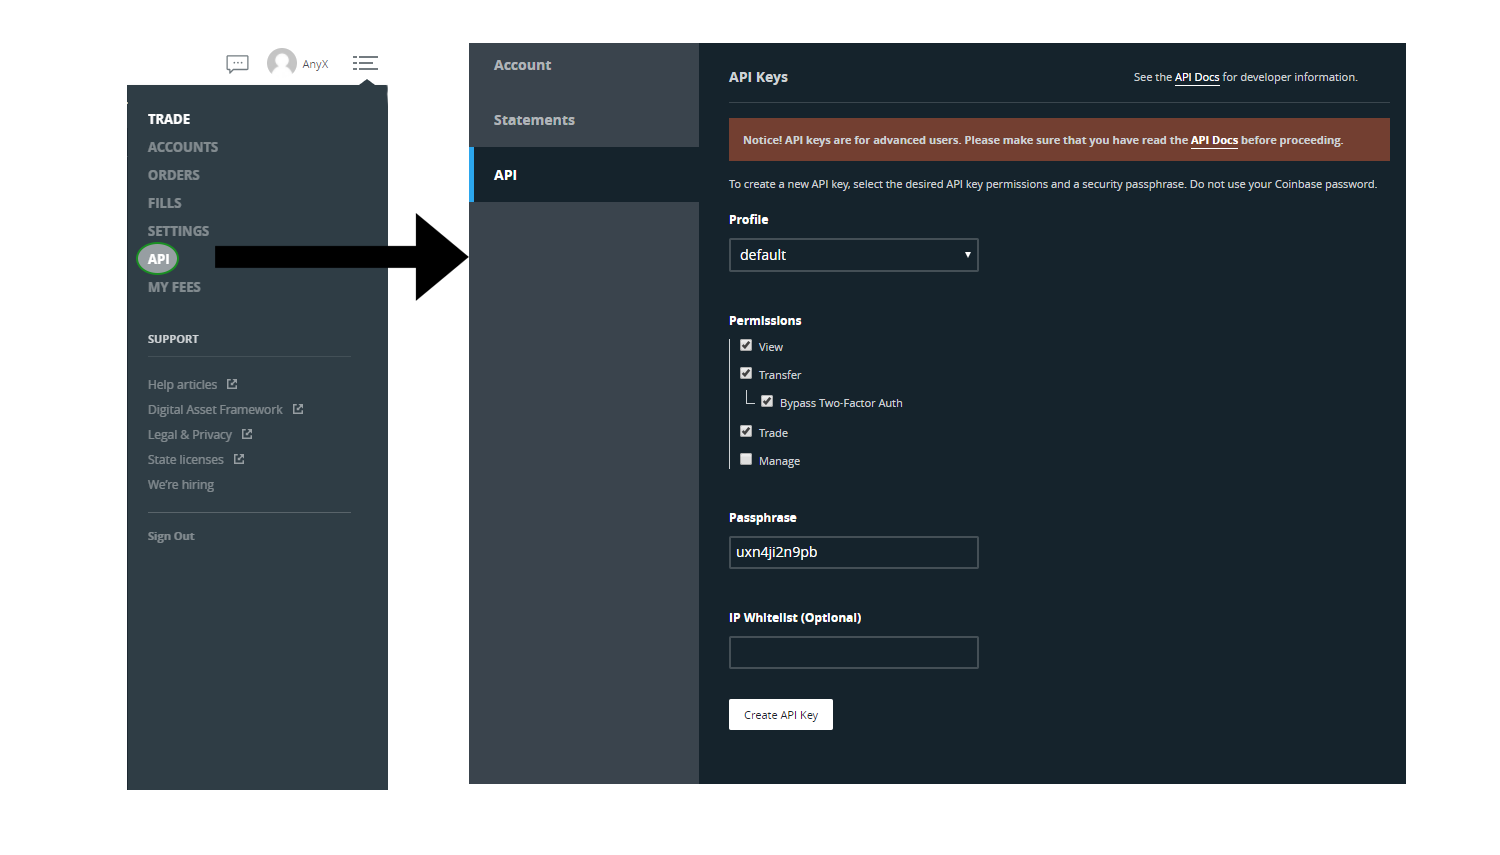 AnyX
TRADE
ACCOUNTS
ORDERS
FILLS
SETTINGS
API
MY FEES
SUPPORT
Help articles
Digital Asset Framework
Legal & Privacy
State licenses
We're hiring
Sign Out
Account
Statements
API
API Keys
See the API Docs for developer information.
Notice! API keys are for advanced users. Please make sure that you have read the API Docs before proceeding.
To create a new API key, select the desired API key permissions and a security passphrase. Do not use your Coinbase password.
Profile
default
Permissions
View
Transfer
Bypass Two-Factor Auth
Trade
Manage
Passphrase
uxn4ji2n9pb
IP Whitelist (Optional)
Create API Key